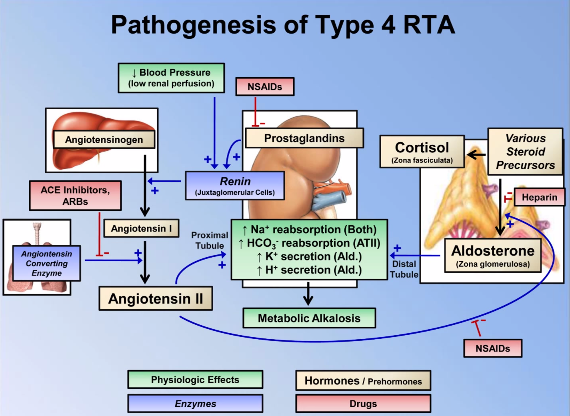 Pathogenesis of Type 4 RTA
↓ Blood Pressure
(low renal perfusion)
NSAIDs
Angiotensinogen
Prostaglandins
Cortisol
(Zona fasciculata)
Various
Steroid
Precursors
+
-
+
+
Renin
(Juxtaglomerular Cells)
+
ACE Inhibitors,
ARBs
-
Heparin
+
Angiotensin I
Proximal
Tubule
↑ Na⁺ reabsorption (Both)
↑ HCO₃⁻ reabsorption (ATII)
↑ K⁺ secretion (Ald.)
↑ H⁺ secretion (Ald.)
Aldosterone
(Zona glomerulosa)
Angiontensin
Converting
Enzyme
-
+
+
+
Distal
Tubule
Angiotensin II
Metabolic Alkalosis
-
NSAIDs
Physiologic Effects
Hormones / Prehormones
Enzymes
Drugs